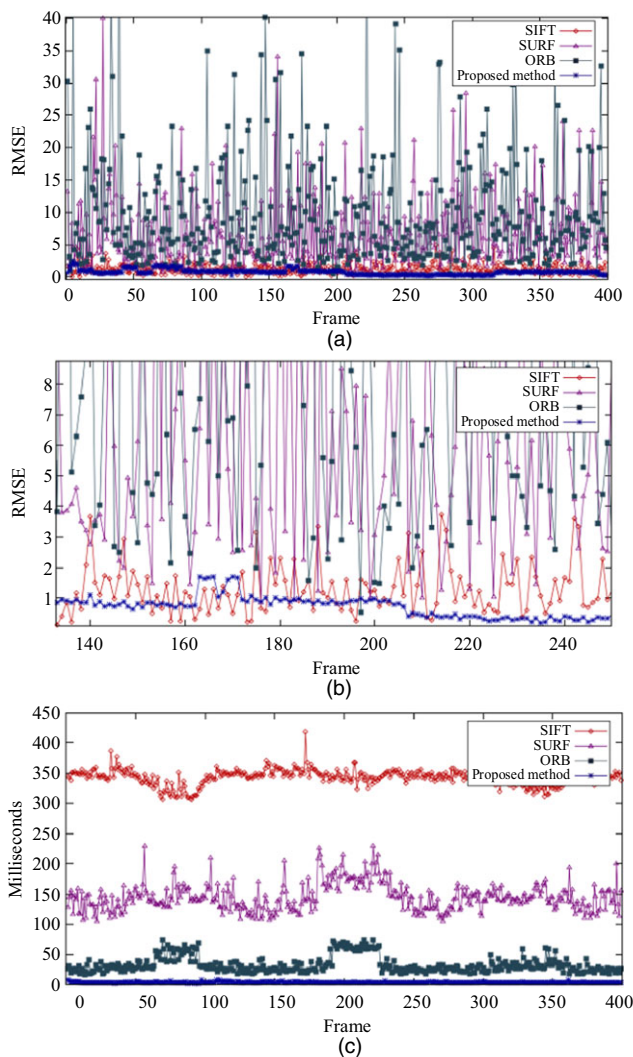 40
35
30
25
20
15
10
5
0
RMSE
SIFT
SURF
ORB
Proposed method
0 50 100 150 200 250 300 350 400
Frame
(a)
8
7
6
5
4
3
2
1
RMSE
SIFT
SURF
ORB
Proposed method
140 160 180 200 220 240
Frame
(b)
450
400
350
300
250
200
150
100
50
0
Milliseconds
SIFT
SURF
ORB
Proposed method
0 50 100 150 200 250 300 350 400
Frame
(c)